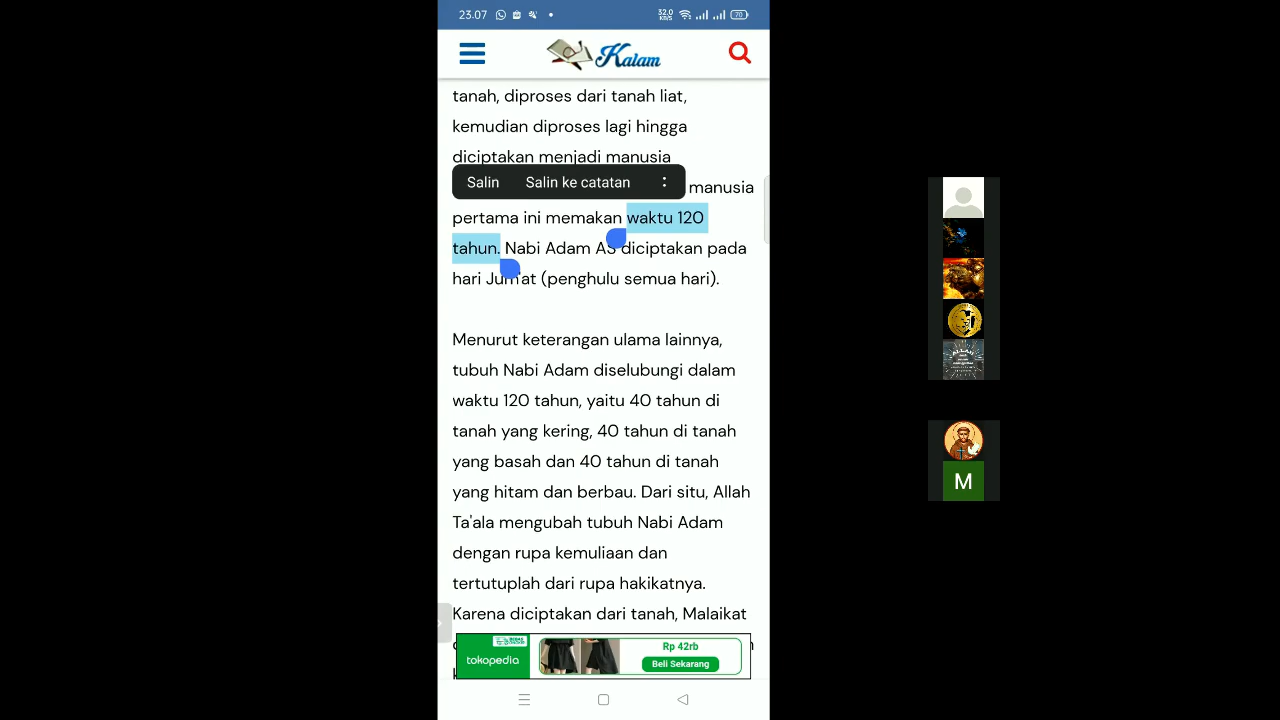 23.07
32.0
KB/S
70
Kalam
tanah, diproses dari tanah liat,
kemudian diproses lagi hingga
diciptakan menjadi manusia
Salin Salin ke catatan
manusia
pertama ini memakan waktu 120
tahun. Nabi Adam AS diciptakan pada
hari Jum'at (penghulu semua hari).
Menurut keterangan ulama lainnya,
tubuh Nabi Adam diselubungi dalam
waktu 120 tahun, yaitu 40 tahun di
tanah yang kering, 40 tahun di tanah
yang basah dan 40 tahun di tanah
yang hitam dan berbau. Dari situ, Allah
Ta'ala mengubah tubuh Nabi Adam
dengan rupa kemuliaan dan
tertutuplah dari rupa hakikatnya.
Karena diciptakan dari tanah, Malaikat
tokopedia
Rp 42rb
Beli Sekarang
ALLAH
M